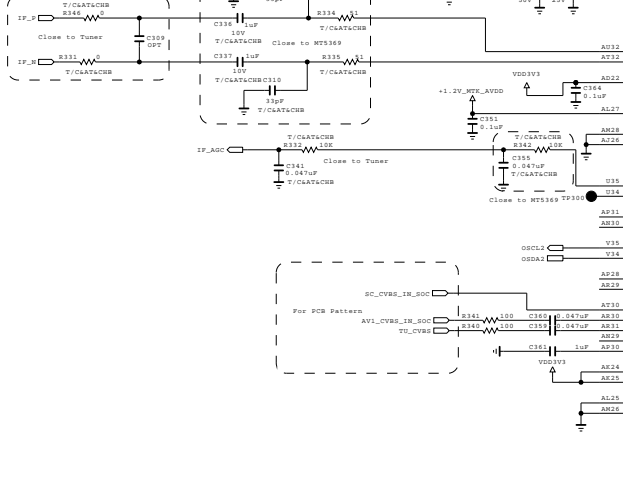 T/C&AT&CHB
IF_P
R346
0
C309
OPT
Close to Tuner
IF_N
R331
0
T/C&AT&CHB
C336
1uF
10V
T/C&AT&CHB
R334
51
T/C&AT&CHB
Close to MT5369
C337
1uF
10V
T/C&AT&CHB
R335
51
T/C&AT&CHB
C310
33pF
T/C&AT&CHB
IF_AGC
T/C&AT&CHB
R332
10K
Close to Tuner
C341
0.047uF
T/C&AT&CHB
AU32
AT32
VDD3V3
AD22
C364
0.1uF
+1.2V_MTK_AVDD
AL27
C351
0.1uF
AM28
AJ26
T/C&AT&CHB
R342
10K
C355
0.047uF
T/C&AT&CHB
Close to MT5369
TP300
U35
U34
AP31
AN30
OSCL2
V35
OSDA2
V34
AP28
AR29
SC_CVBS_IN_SOC
AT30
For PCB Pattern
AV1_CVBS_IN_SOC
R341
100
C360
0.047uF
AR30
TU_CVBS
R340
100
C359
0.047uF
AR31
AN29
C361
1uF
AP30
VDD3V3
AK24
AK25
AL25
AM26